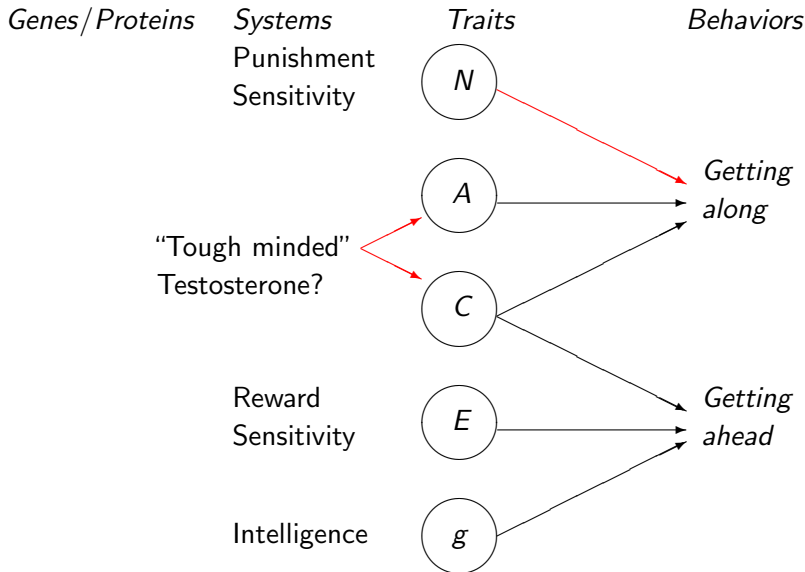 Genes/Proteins Systems Traits Behaviors
Punishment
Sensitivity
N
Getting
along
A
“Tough minded”
Testosterone?
C
Reward
Sensitivity
E
Getting
ahead
Intelligence
g